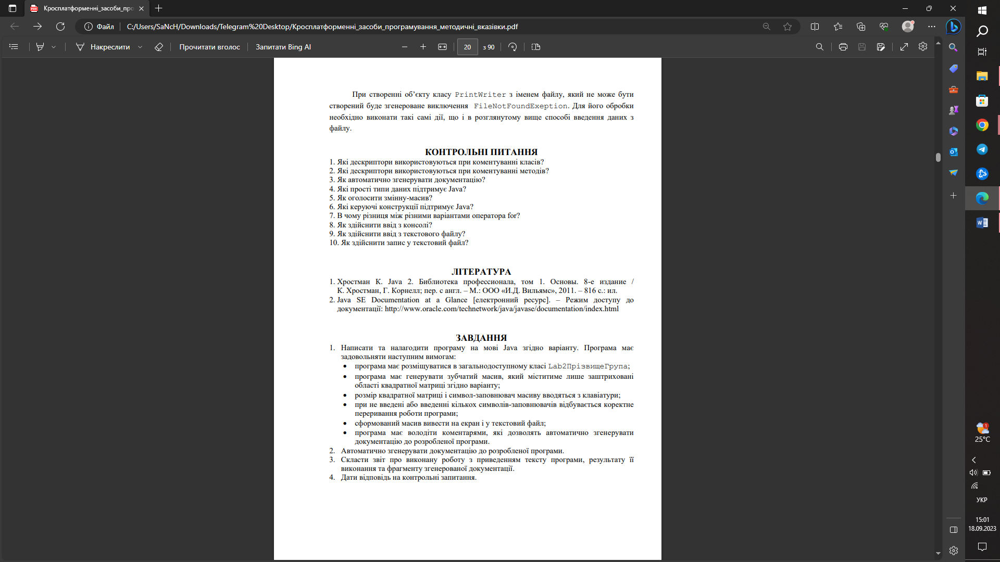 Кросплатформенні_засоби_про
Файл
C:/Users/SaNcH/Downloads/Telegram%20Desktop/Кросплатформенні_засоби_програмування_методичні_вказівки.pdf
Накреслити
Прочитати вголос
Запитати Bing AI
20
з 90
При створенні об’єкту класу PrintWriter з іменем файлу, який не може бути
створений буде згенероване виключення FileNotFoundExeption. Для його обробки
необхідно виконати такі самі дії, що і в розглянутому вище способі введення даних з
файлу.
КОНТРОЛЬНІ ПИТАННЯ
1. Які дескриптори використовуються при коментуванні класів?
2. Які дескриптори використовуються при коментуванні методів?
3. Як автоматично згенерувати документацію?
4. Які прості типи даних підтримує Java?
5. Як оголосити змінну-масив?
6. Які керуючі конструкції підтримує Java?
7. В чому різниця між різними варіантами оператора for?
8. Як здійснити ввід з консолі?
9. Як здійснити ввід з текстового файлу?
10. Як здійснити запис у текстовий файл?
ЛІТЕРАТУРА
1. Хростман К. Java 2. Библиотека профессионала, том 1. Основы. 8-е издание /
К. Хростман, Г. Корнелл; пер. с англ. – М.: ООО «И.Д. Вильямс», 2011. – 816 с.: ил.
2. Java SE Documentation at a Glance [електронний ресурс]. – Режим доступу до
документації: http://www.oracle.com/technetwork/java/javase/documentation/index.html
ЗАВДАННЯ
1. Написати та налагодити програму на мові Java згідно варіанту. Програма має
задовольняти наступним вимогам:
• програма має розміщуватися в загальнодоступному класі Lab2ПрізвищеГрупа;
• програма має генерувати зубчатий масив, який міститиме лише заштриховані
області квадратної матриці згідно варіанту;
• розмір квадратної матриці і символ-заповнювач масиву вводяться з клавіатури;
• при не введені або введенні кількох символів-заповнювачів відбувається коректне
переривання роботи програми;
• сформований масив вивести на екран і у текстовий файл;
• програма має володіти коментарями, які дозволять автоматично згенерувати
документацію до розробленої програми.
2. Автоматично згенерувати документацію до розробленої програми.
3. Скласти звіт про виконану роботу з приведенням тексту програми, результату її
виконання та фрагменту згенерованої документації.
4. Дати відповідь на контрольні запитання.
1
25°C
УКР
15:01
18.09.2023